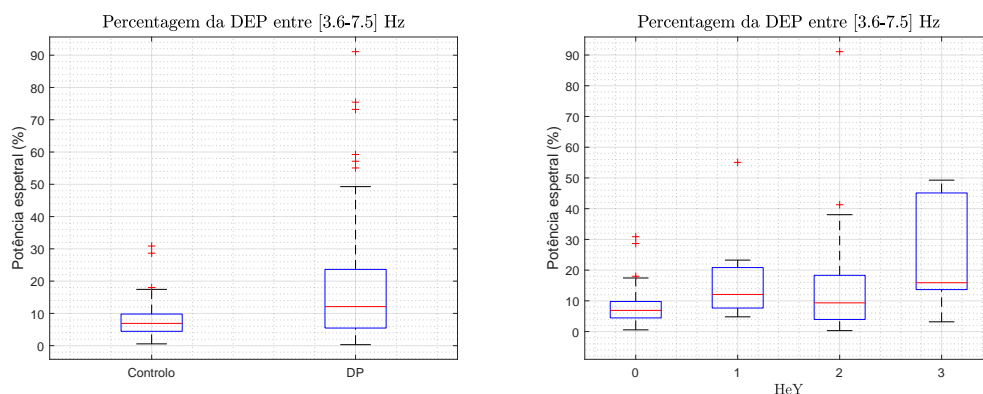 Percentagem da DEP entre [3.6-7.5] Hz
Potência espetral (%)
90
80
70
60
50
40
30
20
10
0
Controlo DP
Percentagem da DEP entre [3.6-7.5] Hz
Potência espetral (%)
90
80
70
60
50
40
30
20
10
0
0 1 2 3
HeY